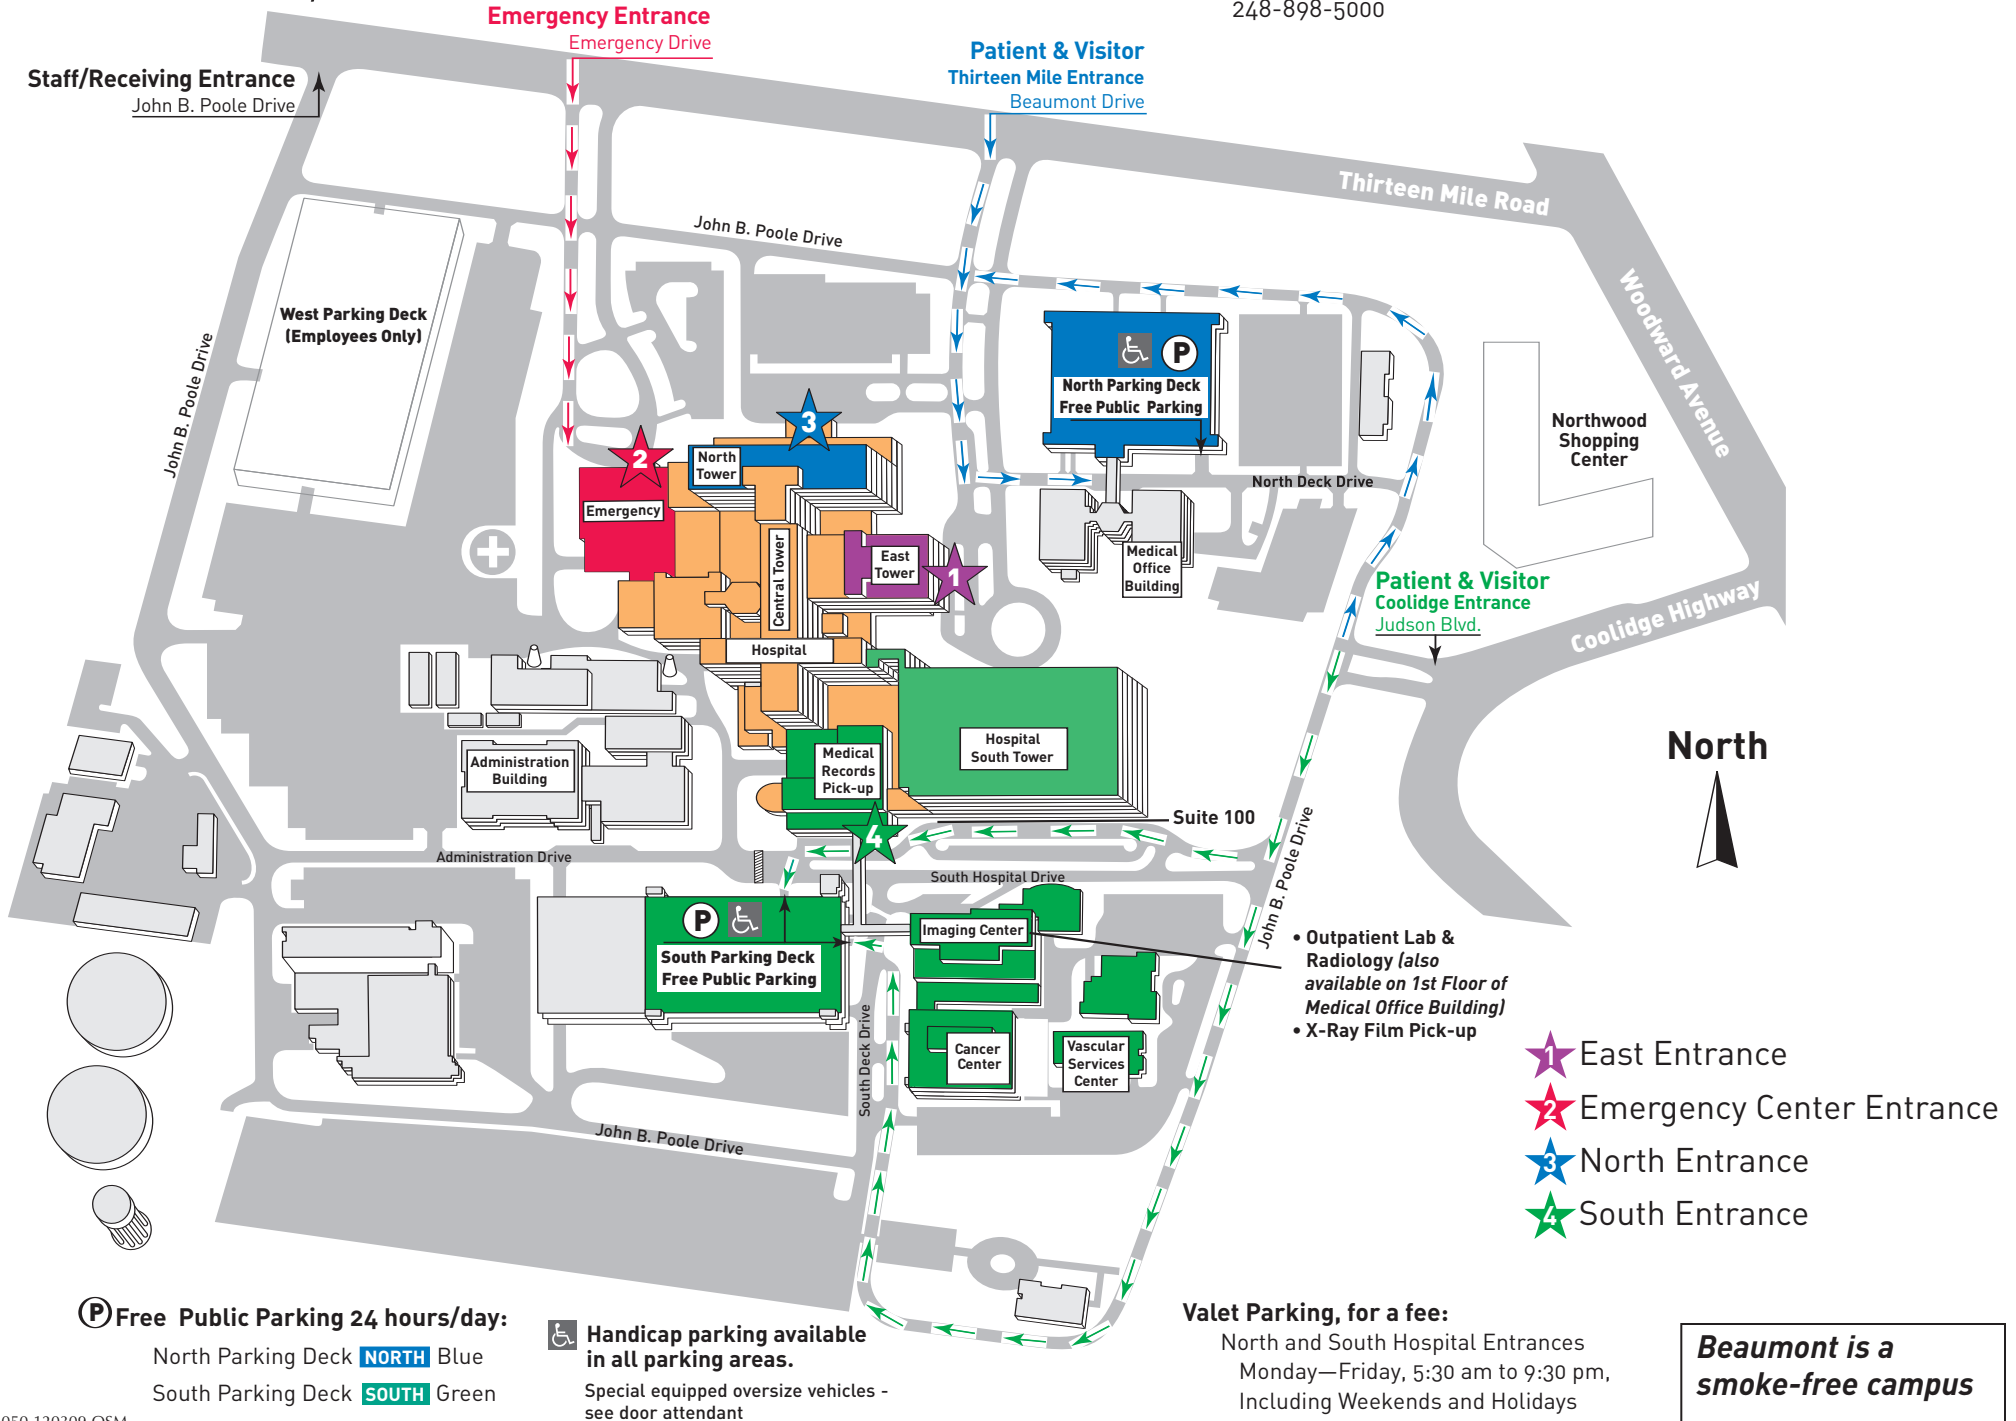 248-898-5000
Emergency Entrance
Emergency Drive
Patient & Visitor
Thirteen Mile Entrance
Beaumont Drive
Staff/Receiving Entrance
John B. Poole Drive
Thirteen Mile Road
John B. Poole Drive
Woodward Avenue
West Parking Deck
(Employees Only)
John B. Poole Drive
P
North Parking Deck
Free Public Parking
Northwood
Shopping
Center
3
2
North
Tower
North Deck Drive
Emergency
Central Tower
East
Tower
1
Medical
Office
Building
Patient & Visitor
Coolidge Entrance
Judson Blvd.
Coolidge Highway
Hospital
Hospital
South Tower
North
Administration
Building
Medical
Records
Pick-up
4
Suite 100
John B. Poole Drive
Administration Drive
South Hospital Drive
P
South Parking Deck
Free Public Parking
Imaging Center
• Outpatient Lab &
Radiology (also
available on 1st Floor of
Medical Office Building)
• X-Ray Film Pick-up
South Deck Drive
Cancer
Center
Vascular
Services
Center
John B. Poole Drive
1 East Entrance
2 Emergency Center Entrance
3 North Entrance
4 South Entrance
P Free Public Parking 24 hours/day:
North Parking Deck NORTH Blue
South Parking Deck SOUTH Green
Handicap parking available
in all parking areas.
Special equipped oversize vehicles -
see door attendant
Valet Parking, for a fee:
North and South Hospital Entrances
Monday—Friday, 5:30 am to 9:30 pm,
Including Weekends and Holidays
Beaumont is a
smoke-free campus